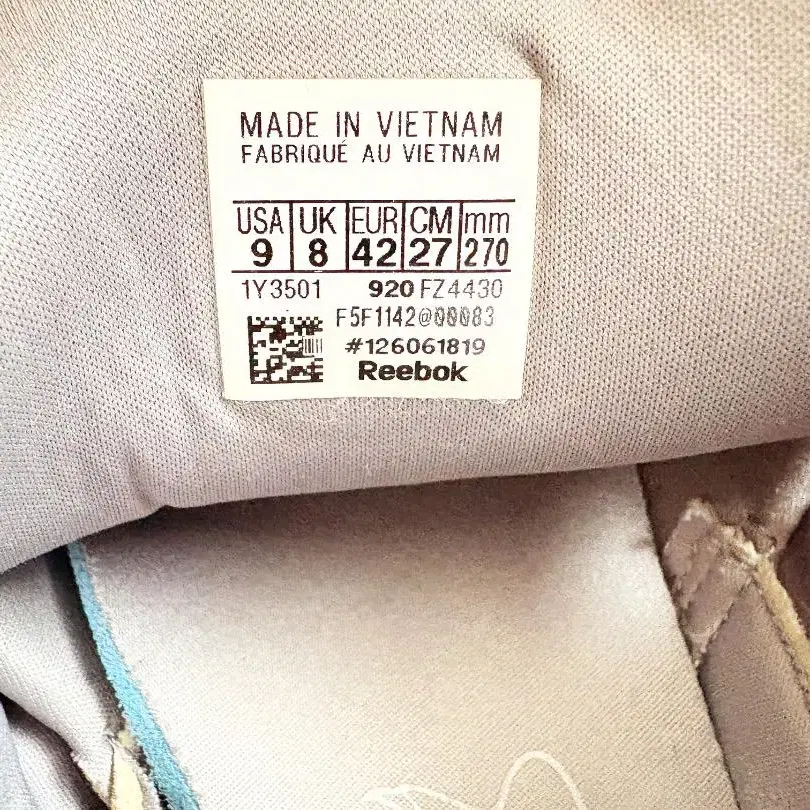 MADE IN VIETNAM
FABRIQUÉ AU VIETNAM
USA UK EUR CM mm
9 8 42 27 270
1Y3501 920 FZ4430
F5F1142@00083
#126061819
Reebok